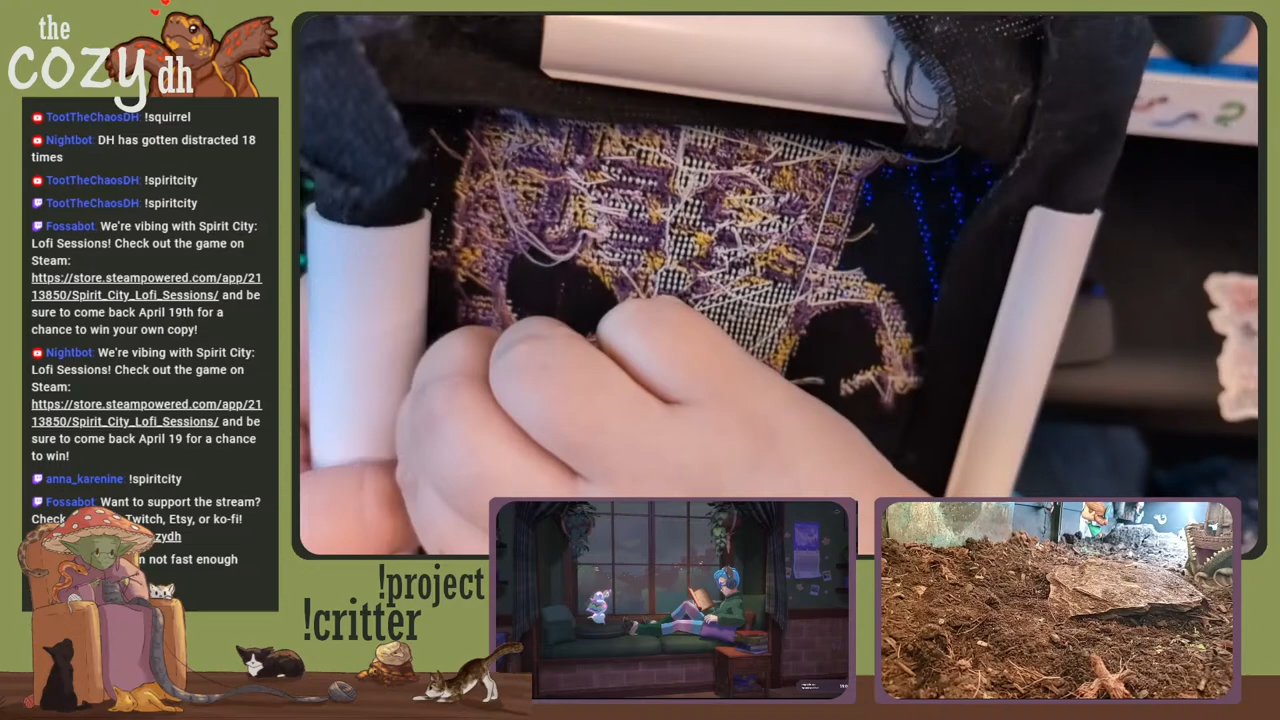 the
cozy dh
TootTheChaosDH: !squirrel
Nightbot: DH has gotten distracted 18
times
TootTheChaosDH: !spiritcity
TootTheChaosDH: !spiritcity
Fossabot: We're vibing with Spirit City:
Lofi Sessions! Check out the game on
Steam:
https://store.steampowered.com/app/21
13850/Spirit_City_Lofi_Sessions/ and be
sure to come back April 19th for a
chance to win your own copy!
Nightbot: We're vibing with Spirit City:
Lofi Sessions! Check out the game on
Steam:
https://store.steampowered.com/app/21
13850/Spirit_City_Lofi_Sessions/ and be
sure to come back April 19 for a chance
to win!
anna_karenine: !spiritcity
Fossabot: Want to support the stream?
Check Twitch, Etsy, or ko-fi!
zydh
not fast enough
!project
!critter